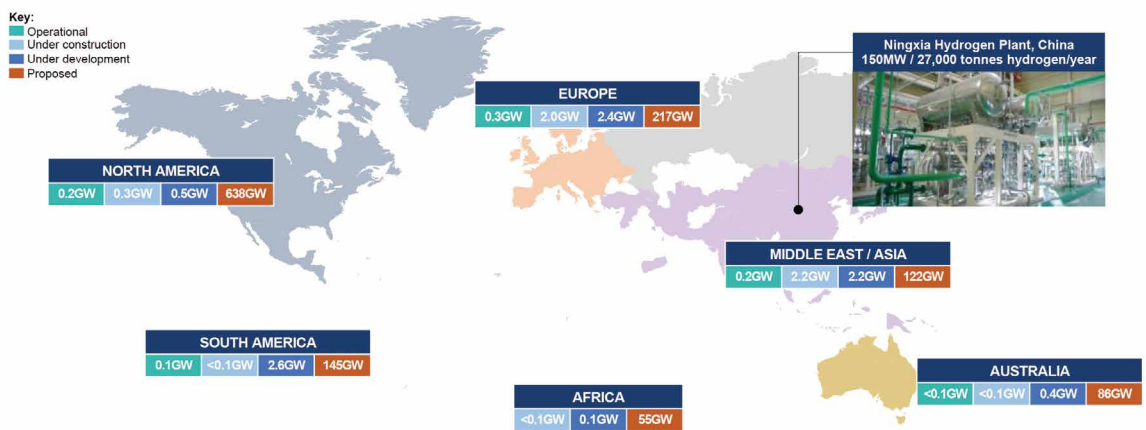 Key:
Operational
Under construction
Under development
Proposed
Ningxia Hydrogen Plant, China
150MW / 27,000 tonnes hydrogen/year
EUROPE
0.3GW 2.0GW 2.4GW 217GW
NORTH AMERICA
0.2GW 0.3GW 0.5GW 638GW
MIDDLE EAST / ASIA
0.2GW 2.2GW 2.2GW 122GW
SOUTH AMERICA
0.1GW <0.1GW 2.6GW 145GW
AUSTRALIA
<0.1GW <0.1GW 0.4GW 86GW
AFRICA
<0.1GW 0.1GW 55GW